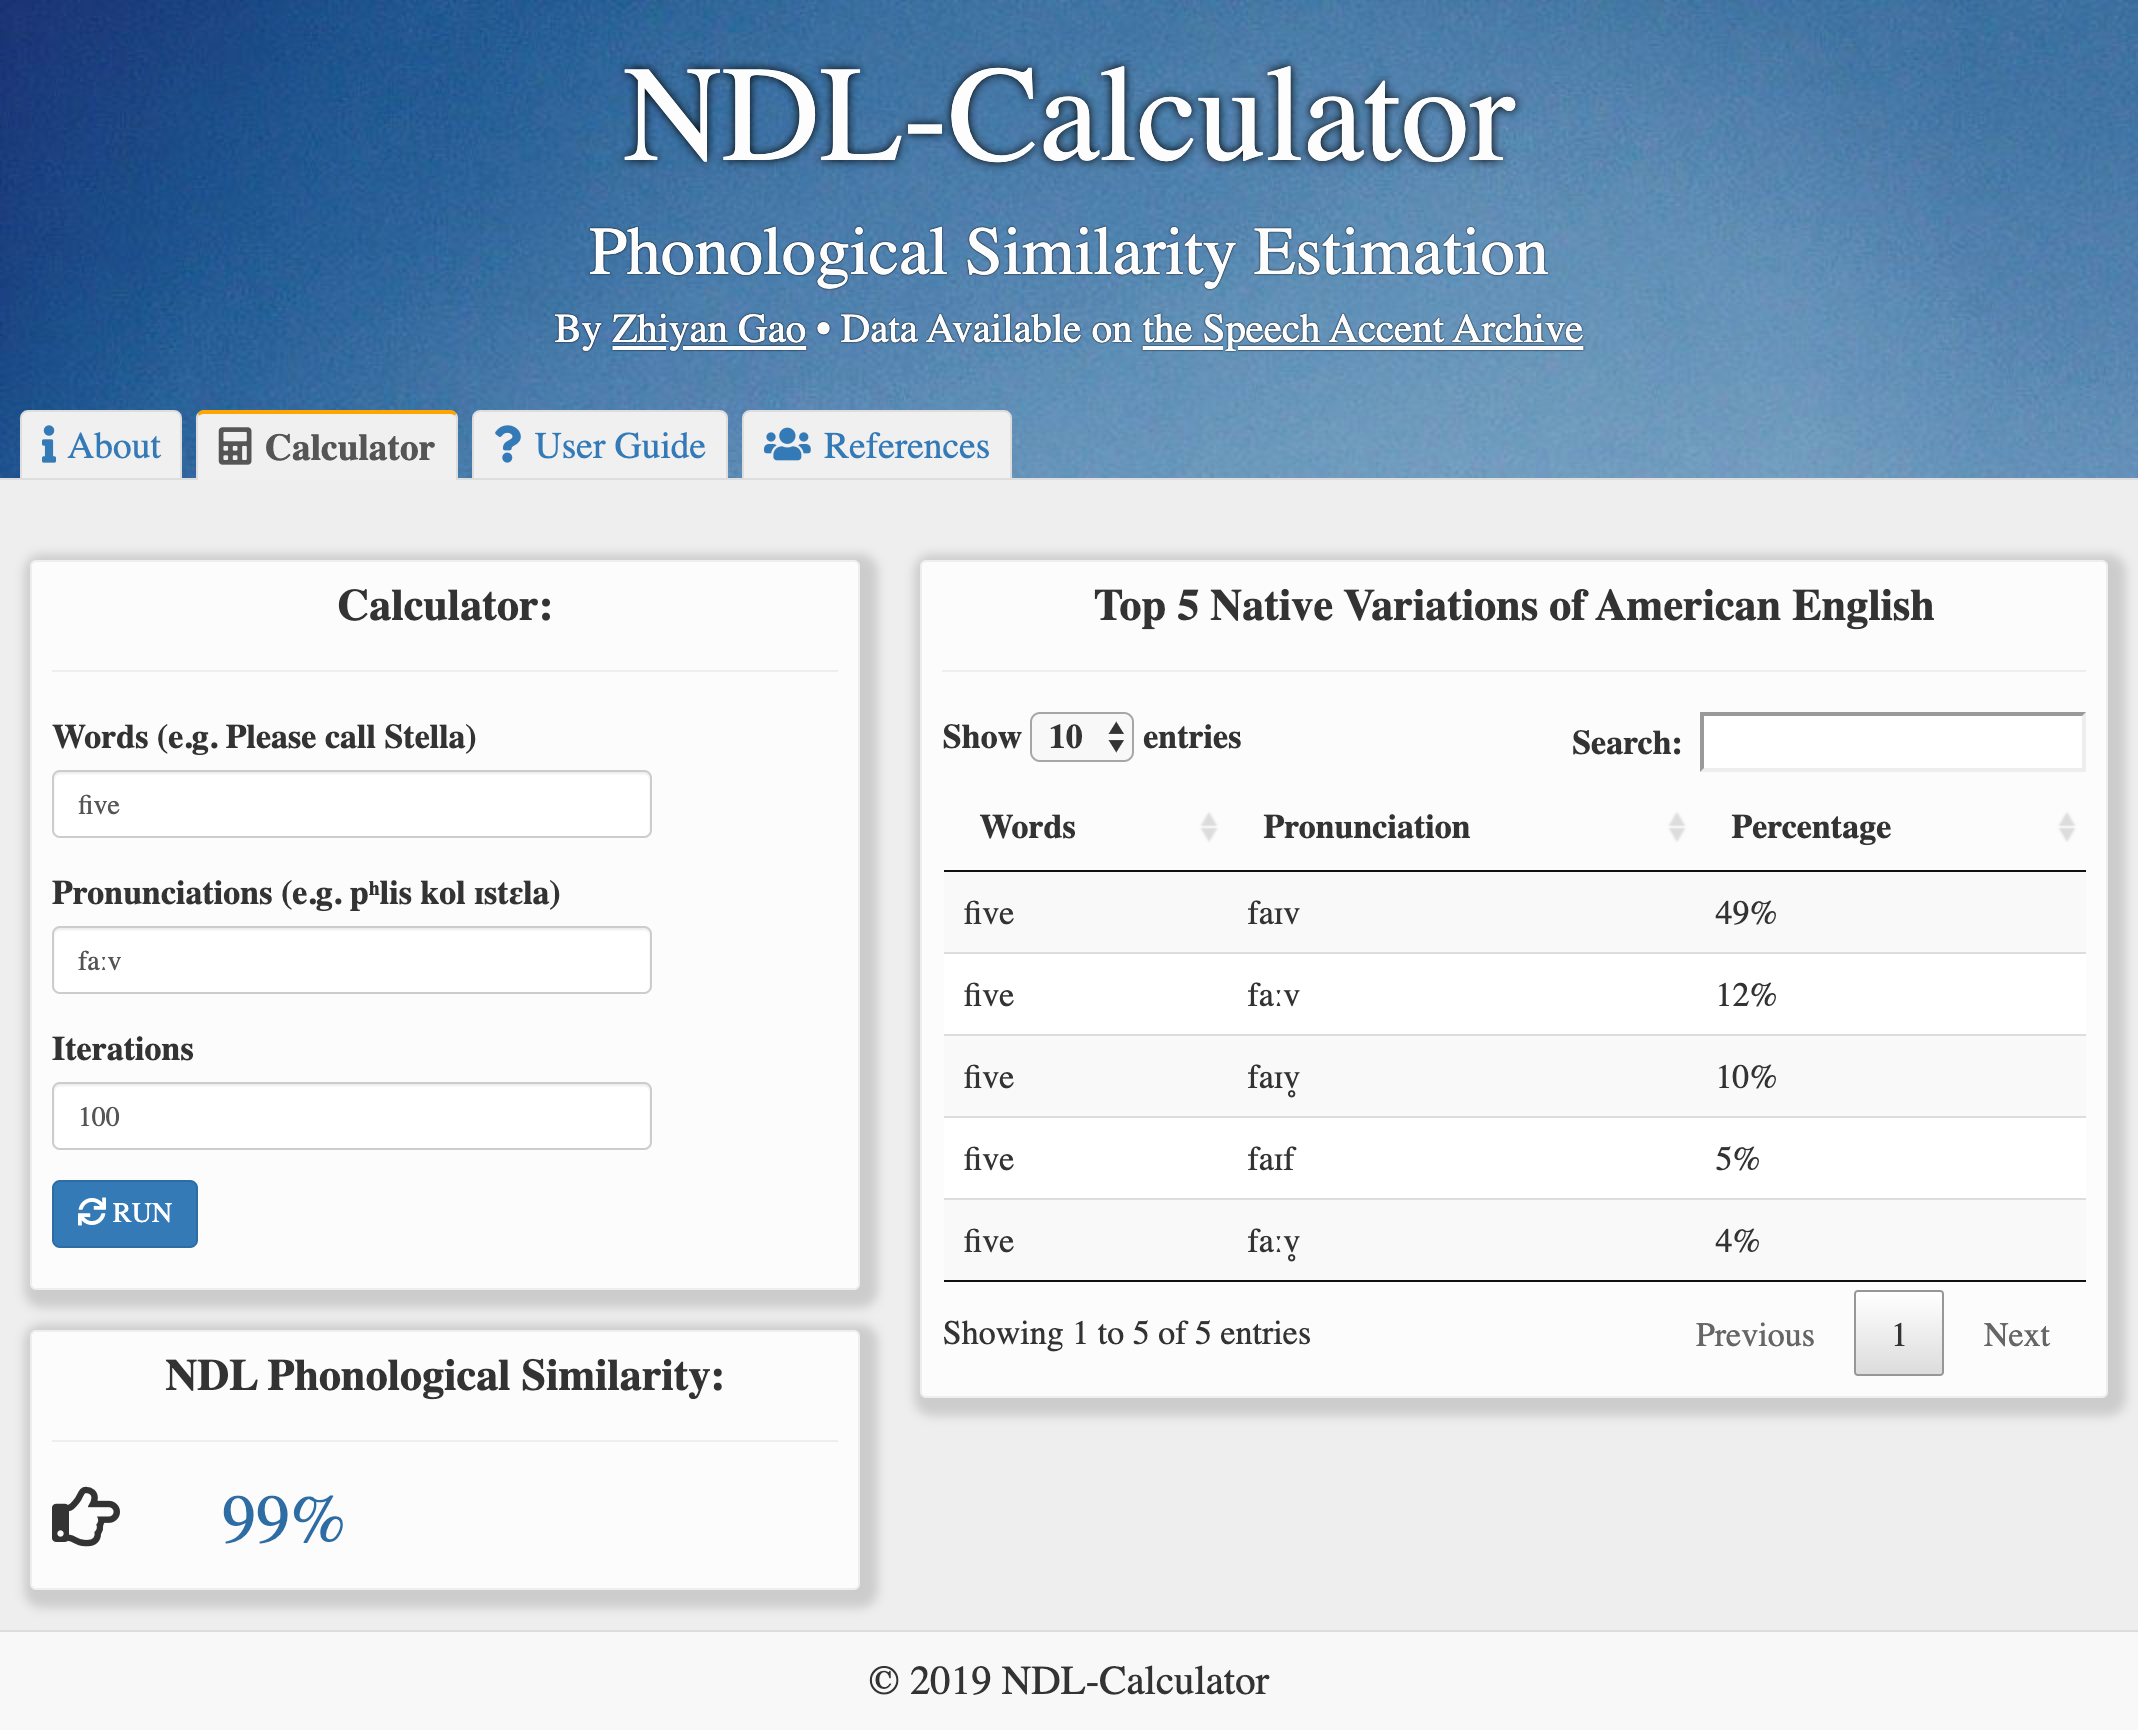 NDL-Calculator
Phonological Similarity Estimation
By Zhiyan Gao • Data Available on the Speech Accent Archive
About Calculator User Guide References
Calculator:
Words (e.g. Please call Stella)
five
Pronunciations (e.g. pʰlis kol ɪstɛla)
faːv
Iterations
100
RUN
NDL Phonological Similarity:
99%
Top 5 Native Variations of American English
Show 10 entries Search:
Words Pronunciation Percentage
five faɪv 49%
five faːv 12%
five faɪv̥ 10%
five faɪf 5%
five faːv̥ 4%
Showing 1 to 5 of 5 entries Previous 1 Next
© 2019 NDL-Calculator